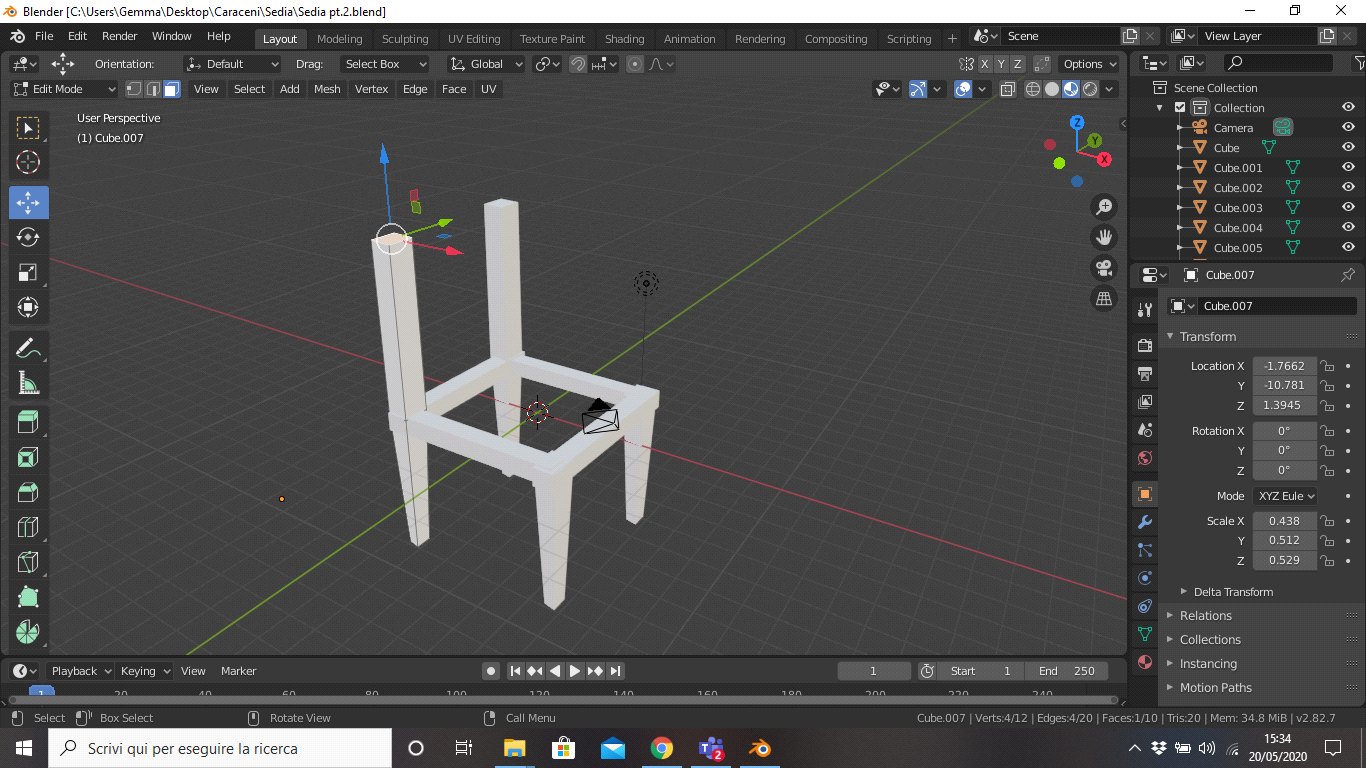 Blender [C:\Users\Gemma\Desktop\Caraceni\Sedia\Sedia pt.2.blend]
File Edit Render Window Help Layout Modeling Sculpting UV Editing Texture Paint Shading Animation Rendering Compositing Scripting + Scene View Layer
Orientation: Default Drag: Select Box Global X Y Z Options
Edit Mode View Select Add Mesh Vertex Edge Face UV
User Perspective
(1) Cube.007
Z
Y
X
Scene Collection
Collection
Camera
Cube
Cube.001
Cube.002
Cube.003
Cube.004
Cube.005
Cube.007
Cube.007
Transform
Location X -1.7662
Y -10.781
Z 1.3945
Rotation X 0°
Y 0°
Z 0°
Mode XYZ Eule
Scale X 0.438
Y 0.512
Z 0.529
Delta Transform
Relations
Collections
Instancing
Motion Paths
Playback Keying View Marker 1 Start 1 End 250
1 20 40 60 80 100 120 140 160 180 200 220 240
Select Box Select Rotate View Call Menu Cube.007 | Verts:4/12 | Edges:4/20 | Faces:1/10 | Tris:20 | Mem: 34.8 MiB | v2.82.7
Scrivi qui per eseguire la ricerca 2 15:34
20/05/2020